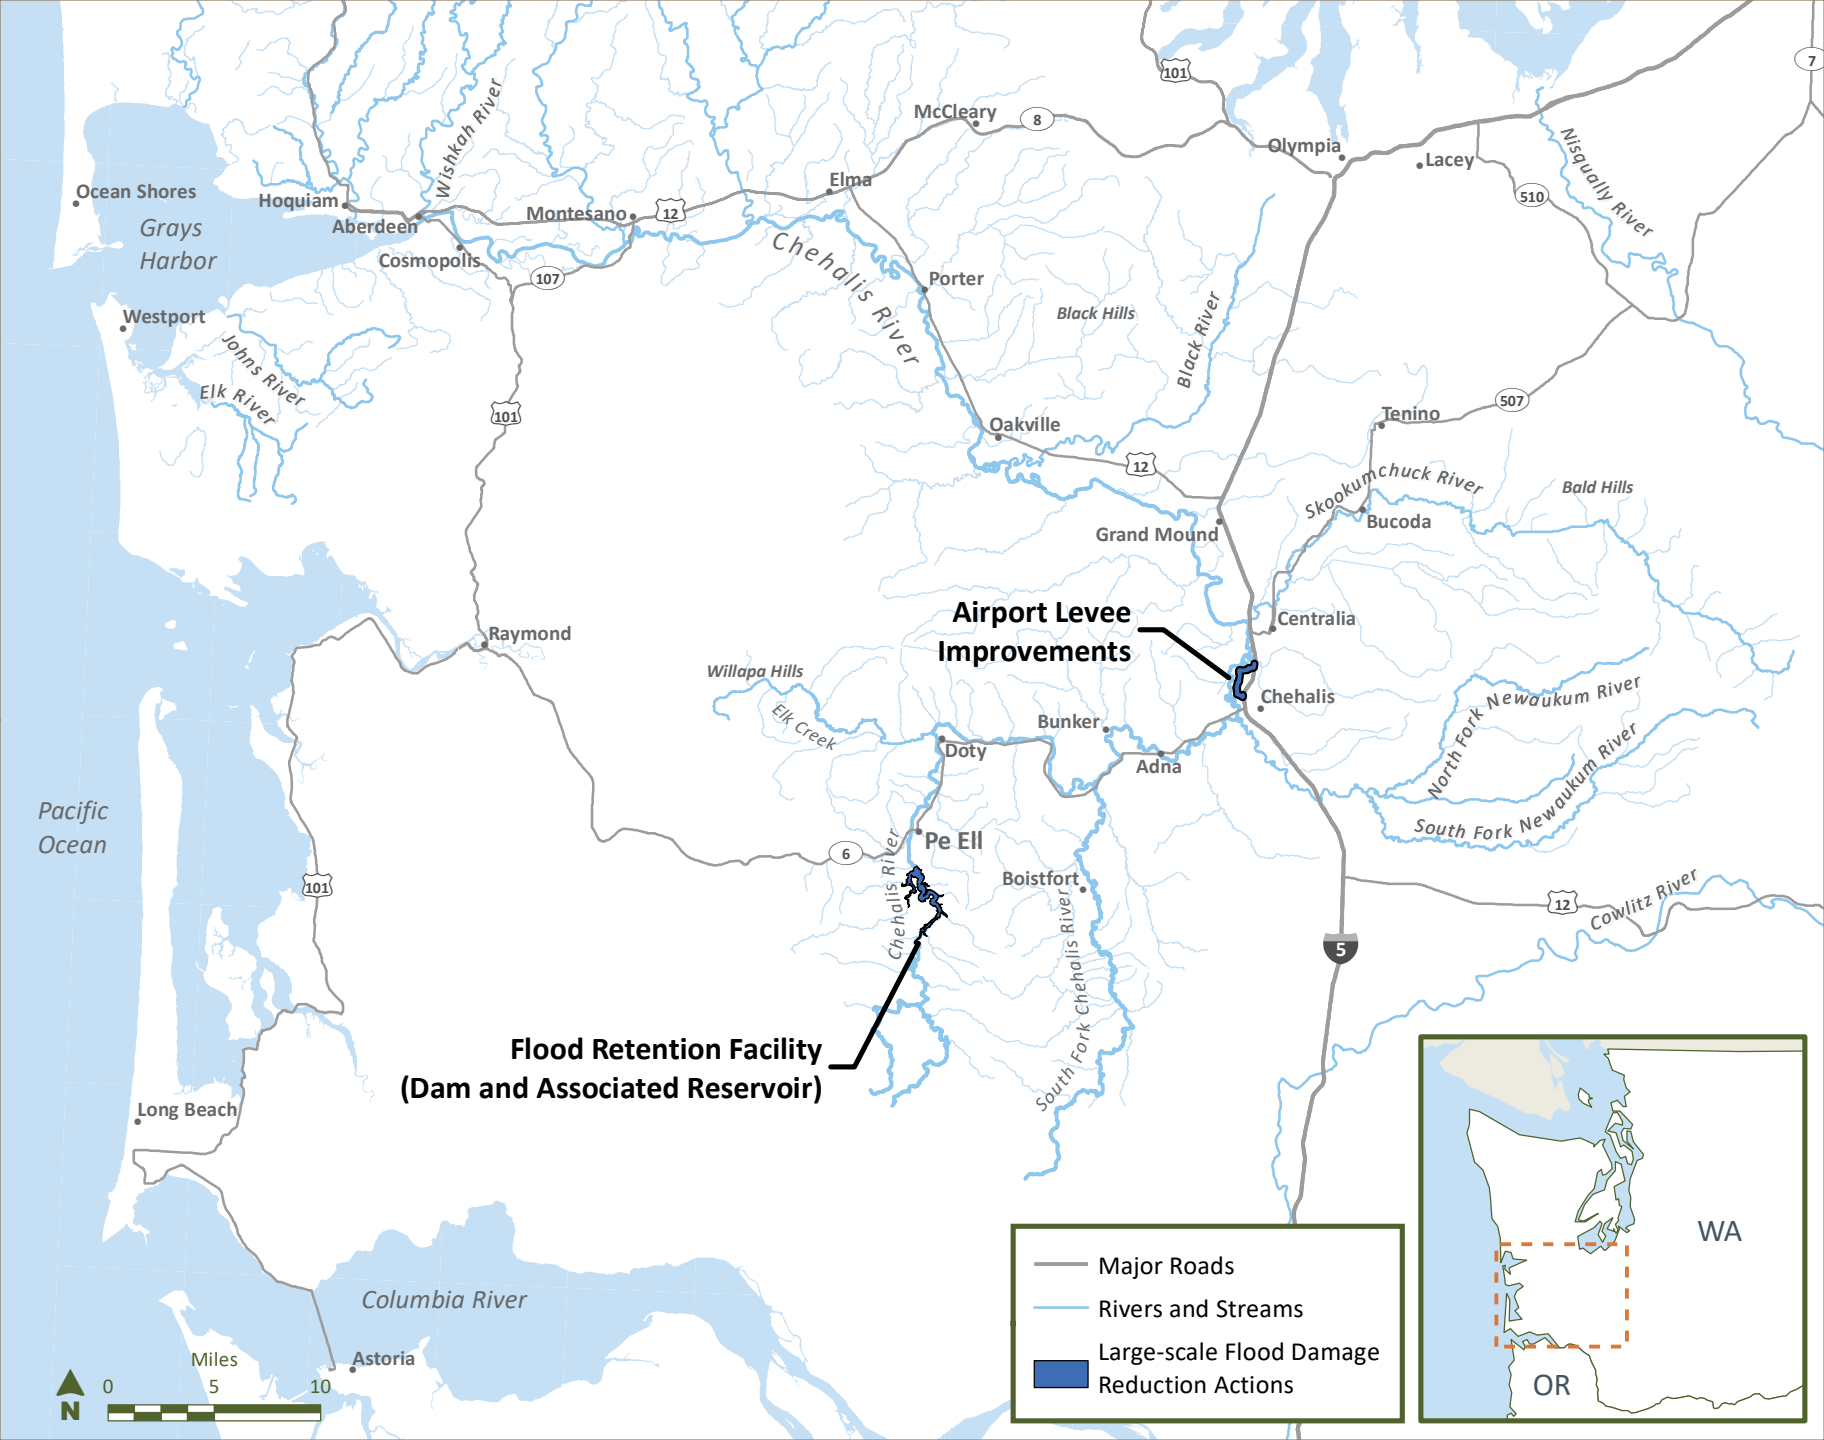 101
7
McCleary
8
Wishkah River
Olympia
Lacey
Nisqually River
Ocean Shores
Hoquiam
Elma
510
Grays
Harbor
Aberdeen
Montesano
12
Cosmopolis
107
Chehalis River
Porter
Westport
Black Hills
Black River
Johns River
Elk River
101
507
Tenino
Oakville
12
Skookumchuck River
Bald Hills
Grand Mound
Bucoda
Airport Levee
Improvements
Centralia
Raymond
Willapa Hills
Elk Creek
Chehalis
North Fork Newaukum River
Bunker
Doty
Adna
South Fork Newaukum River
Pacific
Ocean
Pe Ell
6
Chehalis River
Boistfort
South Fork Chehalis River
101
12
Cowlitz River
5
Flood Retention Facility
(Dam and Associated Reservoir)
Long Beach
Columbia River
Astoria
Miles
0 5 10
N
Major Roads
Rivers and Streams
Large-scale Flood Damage
Reduction Actions
WA
OR